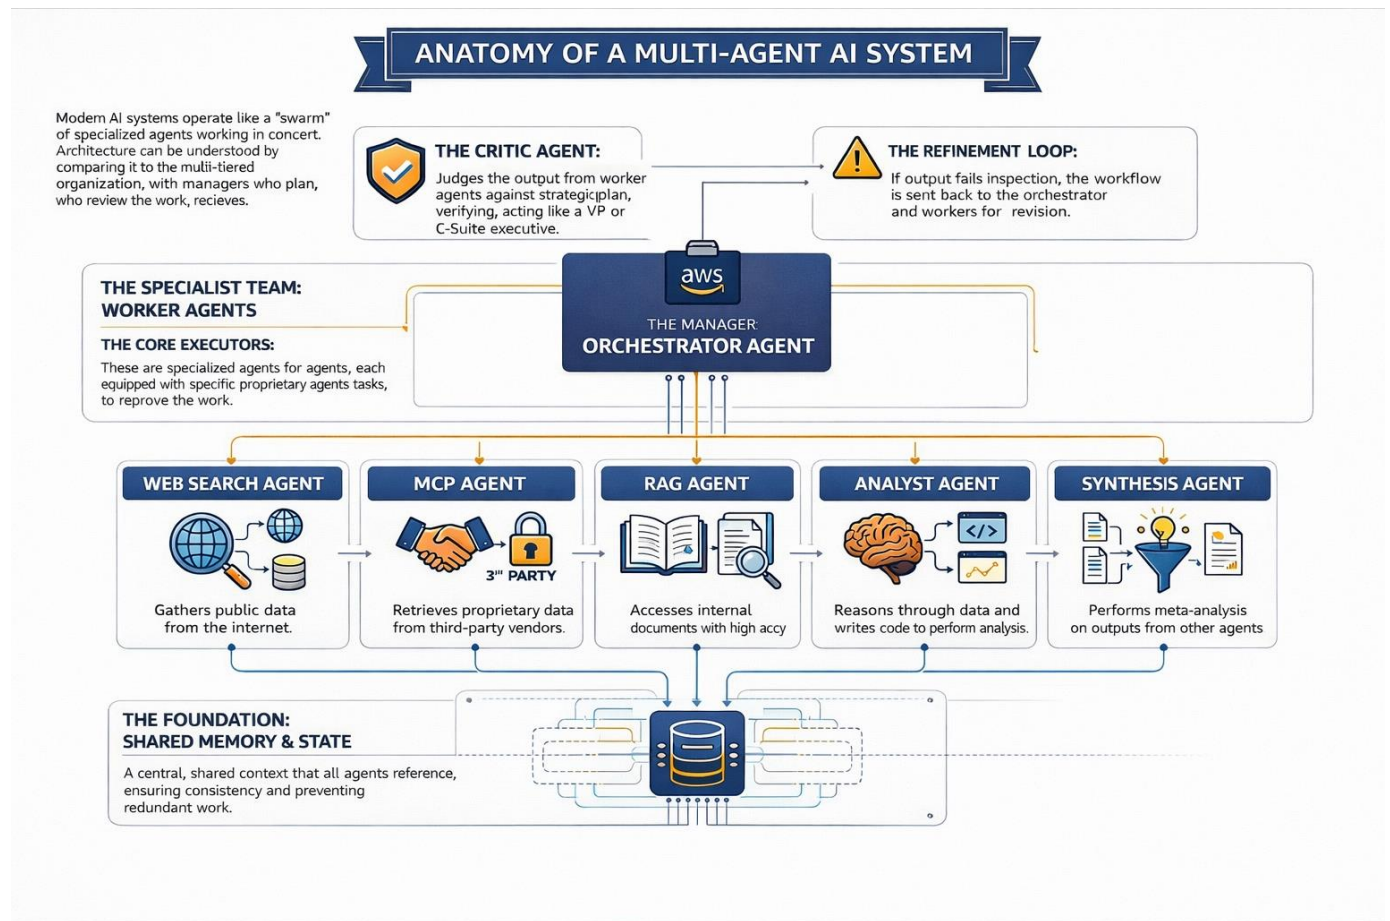 ANATOMY OF A MULTI-AGENT AI SYSTEM
Modern AI systems operate like a "swarm"
of specialized agents working in concert.
Architecture can be understood by
comparing it to the multi-tiered
organization, with managers who plan,
who review the work, recieves.
THE CRITIC AGENT:
Judges the output from worker
agents against strategic plan,
verifying, acting like a VP or
C-Suite executive.
THE REFINEMENT LOOP:
If output fails inspection, the workflow
is sent back to the orchestrator
and workers for revision.
aws
THE MANAGER:
ORCHESTRATOR AGENT
THE SPECIALIST TEAM:
WORKER AGENTS
THE CORE EXECUTORS:
These are specialized agents for agents, each
equipped with specific proprietary agents tasks,
to reprove the work.
WEB SEARCH AGENT
Gathers public data
from the internet.
MCP AGENT
3rd PARTY
Retrieves proprietary data
from third-party vendors.
RAG AGENT
Accesses internal
documents with high accy
ANALYST AGENT
</>
Reasons through data and
writes code to perform analysis.
SYNTHESIS AGENT
Performs meta-analysis
on outputs from other agents
THE FOUNDATION:
SHARED MEMORY & STATE
A central, shared context that all agents reference,
ensuring consistency and preventing
redundant work.